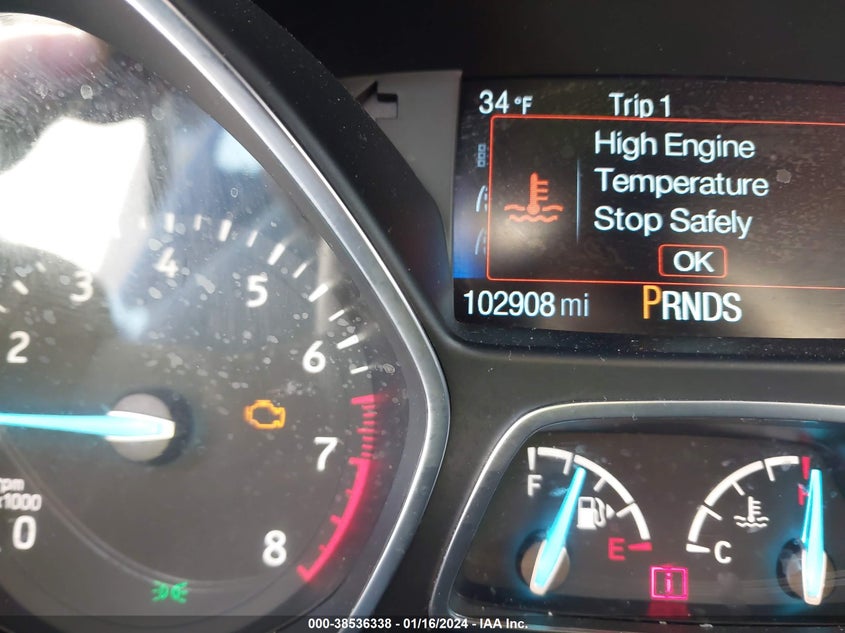 34 °F Trip 1
High Engine
Temperature
Stop Safely
OK
102908 mi PRNDS
2 3 4 5 6 7 8
x1000
0
F E
C H
i
000-38536338 - 01/16/2024 - IAA Inc.